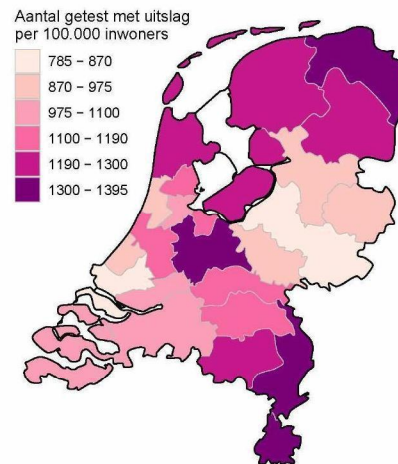 Aantal getest met uitslag
per 100.000 inwoners
785 – 870
870 – 975
975 – 1100
1100 – 1190
1190 – 1300
1300 – 1395